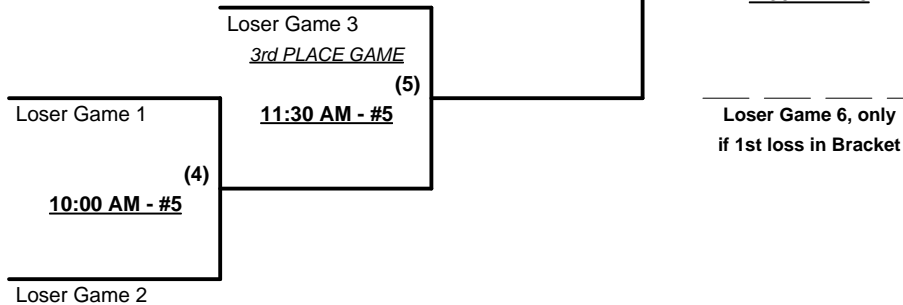 Loser Game 3
3rd PLACE GAME
(5)
Loser Game 1
11:30 AM - #5
Loser Game 6, only
if 1st loss in Bracket
(4)
10:00 AM - #5
Loser Game 2